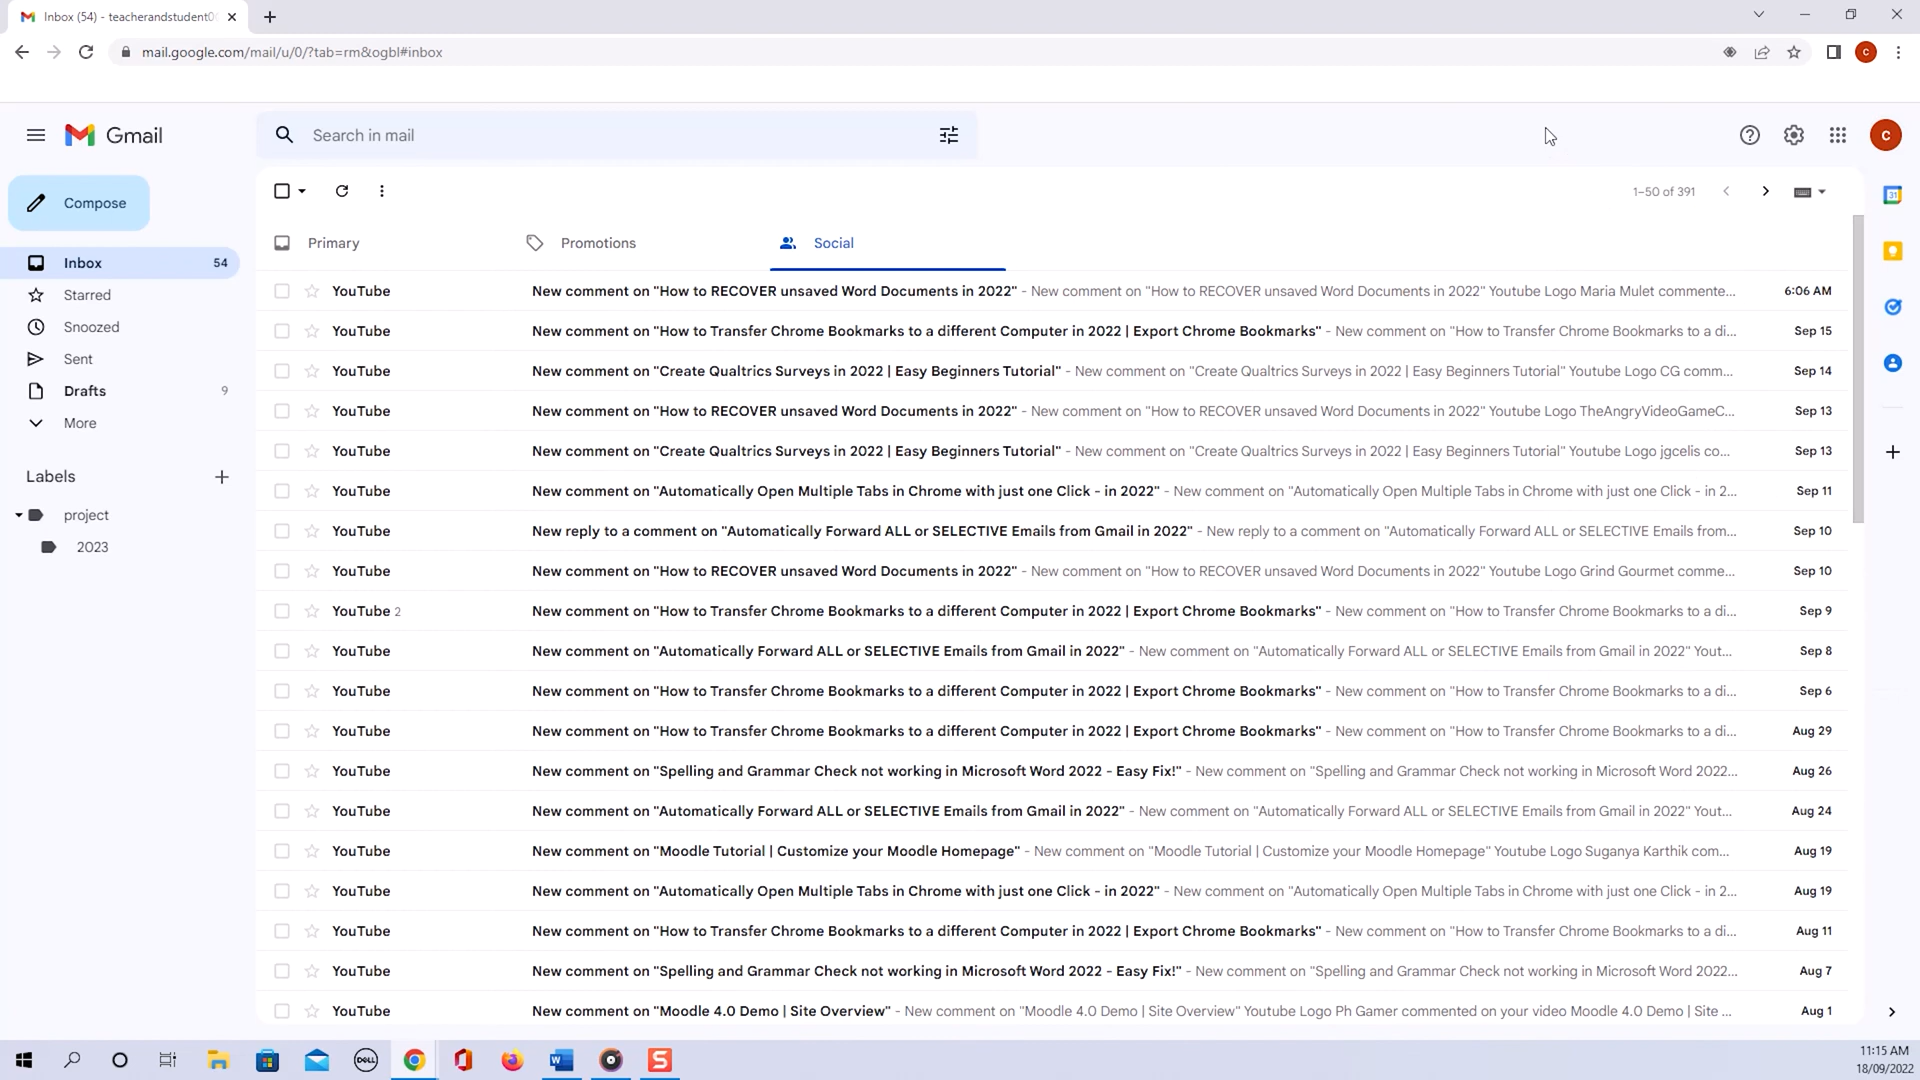 Inbox (54) - teacherandstudent0
mail.google.com/mail/u/0/?tab=rm&ogbl#inbox
C
Gmail
Search in mail
C
Compose
1–50 of 391
31
Primary
Promotions
Social
Inbox 54
Starred
Snoozed
Sent
Drafts 9
More
Labels
project
2023
YouTube New comment on "How to RECOVER unsaved Word Documents in 2022" - New comment on "How to RECOVER unsaved Word Documents in 2022" Youtube Logo Maria Mulet commente... 6:06 AM
YouTube New comment on "How to Transfer Chrome Bookmarks to a different Computer in 2022 | Export Chrome Bookmarks" - New comment on "How to Transfer Chrome Bookmarks to a di... Sep 15
YouTube New comment on "Create Qualtrics Surveys in 2022 | Easy Beginners Tutorial" - New comment on "Create Qualtrics Surveys in 2022 | Easy Beginners Tutorial" Youtube Logo CG comm... Sep 14
YouTube New comment on "How to RECOVER unsaved Word Documents in 2022" - New comment on "How to RECOVER unsaved Word Documents in 2022" Youtube Logo TheAngryVideoGameC... Sep 13
YouTube New comment on "Create Qualtrics Surveys in 2022 | Easy Beginners Tutorial" - New comment on "Create Qualtrics Surveys in 2022 | Easy Beginners Tutorial" Youtube Logo jgcelis co... Sep 13
YouTube New comment on "Automatically Open Multiple Tabs in Chrome with just one Click - in 2022" - New comment on "Automatically Open Multiple Tabs in Chrome with just one Click - in 2... Sep 11
YouTube New reply to a comment on "Automatically Forward ALL or SELECTIVE Emails from Gmail in 2022" - New reply to a comment on "Automatically Forward ALL or SELECTIVE Emails from... Sep 10
YouTube New comment on "How to RECOVER unsaved Word Documents in 2022" - New comment on "How to RECOVER unsaved Word Documents in 2022" Youtube Logo Grind Gourmet comme... Sep 10
YouTube 2 New comment on "How to Transfer Chrome Bookmarks to a different Computer in 2022 | Export Chrome Bookmarks" - New comment on "How to Transfer Chrome Bookmarks to a di... Sep 9
YouTube New comment on "Automatically Forward ALL or SELECTIVE Emails from Gmail in 2022" - New comment on "Automatically Forward ALL or SELECTIVE Emails from Gmail in 2022" Yout... Sep 8
YouTube New comment on "How to Transfer Chrome Bookmarks to a different Computer in 2022 | Export Chrome Bookmarks" - New comment on "How to Transfer Chrome Bookmarks to a di... Sep 6
YouTube New comment on "How to Transfer Chrome Bookmarks to a different Computer in 2022 | Export Chrome Bookmarks" - New comment on "How to Transfer Chrome Bookmarks to a di... Aug 29
YouTube New comment on "Spelling and Grammar Check not working in Microsoft Word 2022 - Easy Fix!" - New comment on "Spelling and Grammar Check not working in Microsoft Word 2022... Aug 26
YouTube New comment on "Automatically Forward ALL or SELECTIVE Emails from Gmail in 2022" - New comment on "Automatically Forward ALL or SELECTIVE Emails from Gmail in 2022" Yout... Aug 24
YouTube New comment on "Moodle Tutorial | Customize your Moodle Homepage" - New comment on "Moodle Tutorial | Customize your Moodle Homepage" Youtube Logo Suganya Karthik com... Aug 19
YouTube New comment on "Automatically Open Multiple Tabs in Chrome with just one Click - in 2022" - New comment on "Automatically Open Multiple Tabs in Chrome with just one Click - in 2... Aug 19
YouTube New comment on "How to Transfer Chrome Bookmarks to a different Computer in 2022 | Export Chrome Bookmarks" - New comment on "How to Transfer Chrome Bookmarks to a di... Aug 11
YouTube New comment on "Spelling and Grammar Check not working in Microsoft Word 2022 - Easy Fix!" - New comment on "Spelling and Grammar Check not working in Microsoft Word 2022... Aug 7
YouTube New comment on "Moodle 4.0 Demo | Site Overview" - New comment on "Moodle 4.0 Demo | Site Overview" Youtube Logo Ph Gamer commented on your video Moodle 4.0 Demo | Site ... Aug 1
DELL
W
S
11:15 AM
18/09/2022